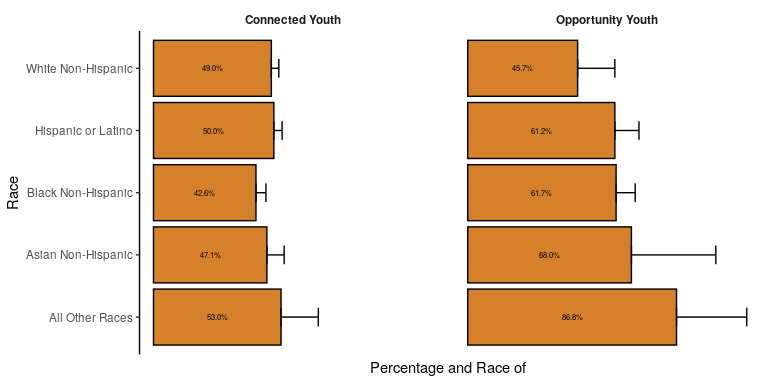 Connected Youth
Opportunity Youth
White Non-Hispanic
49.0%
45.7%
Hispanic or Latino
50.0%
61.2%
Black Non-Hispanic
42.6%
61.7%
Asian Non-Hispanic
47.1%
68.0%
All Other Races
53.0%
86.8%
Race
Percentage and Race of